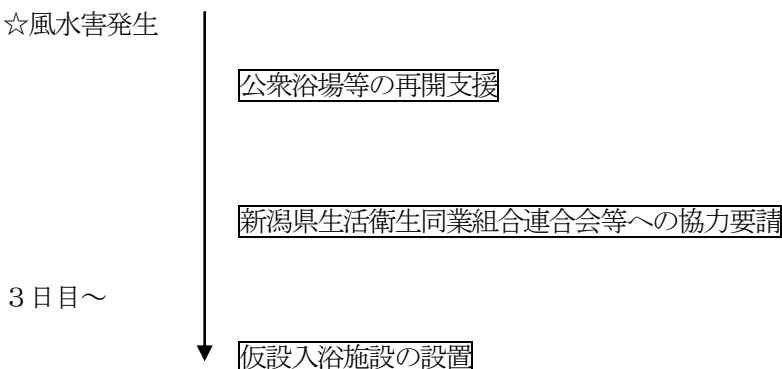 ☆風水害発生
公衆浴場等の再開支援
新潟県生活衛生同業組合連合会等への協力要請
３日目～
仮設入浴施設の設置